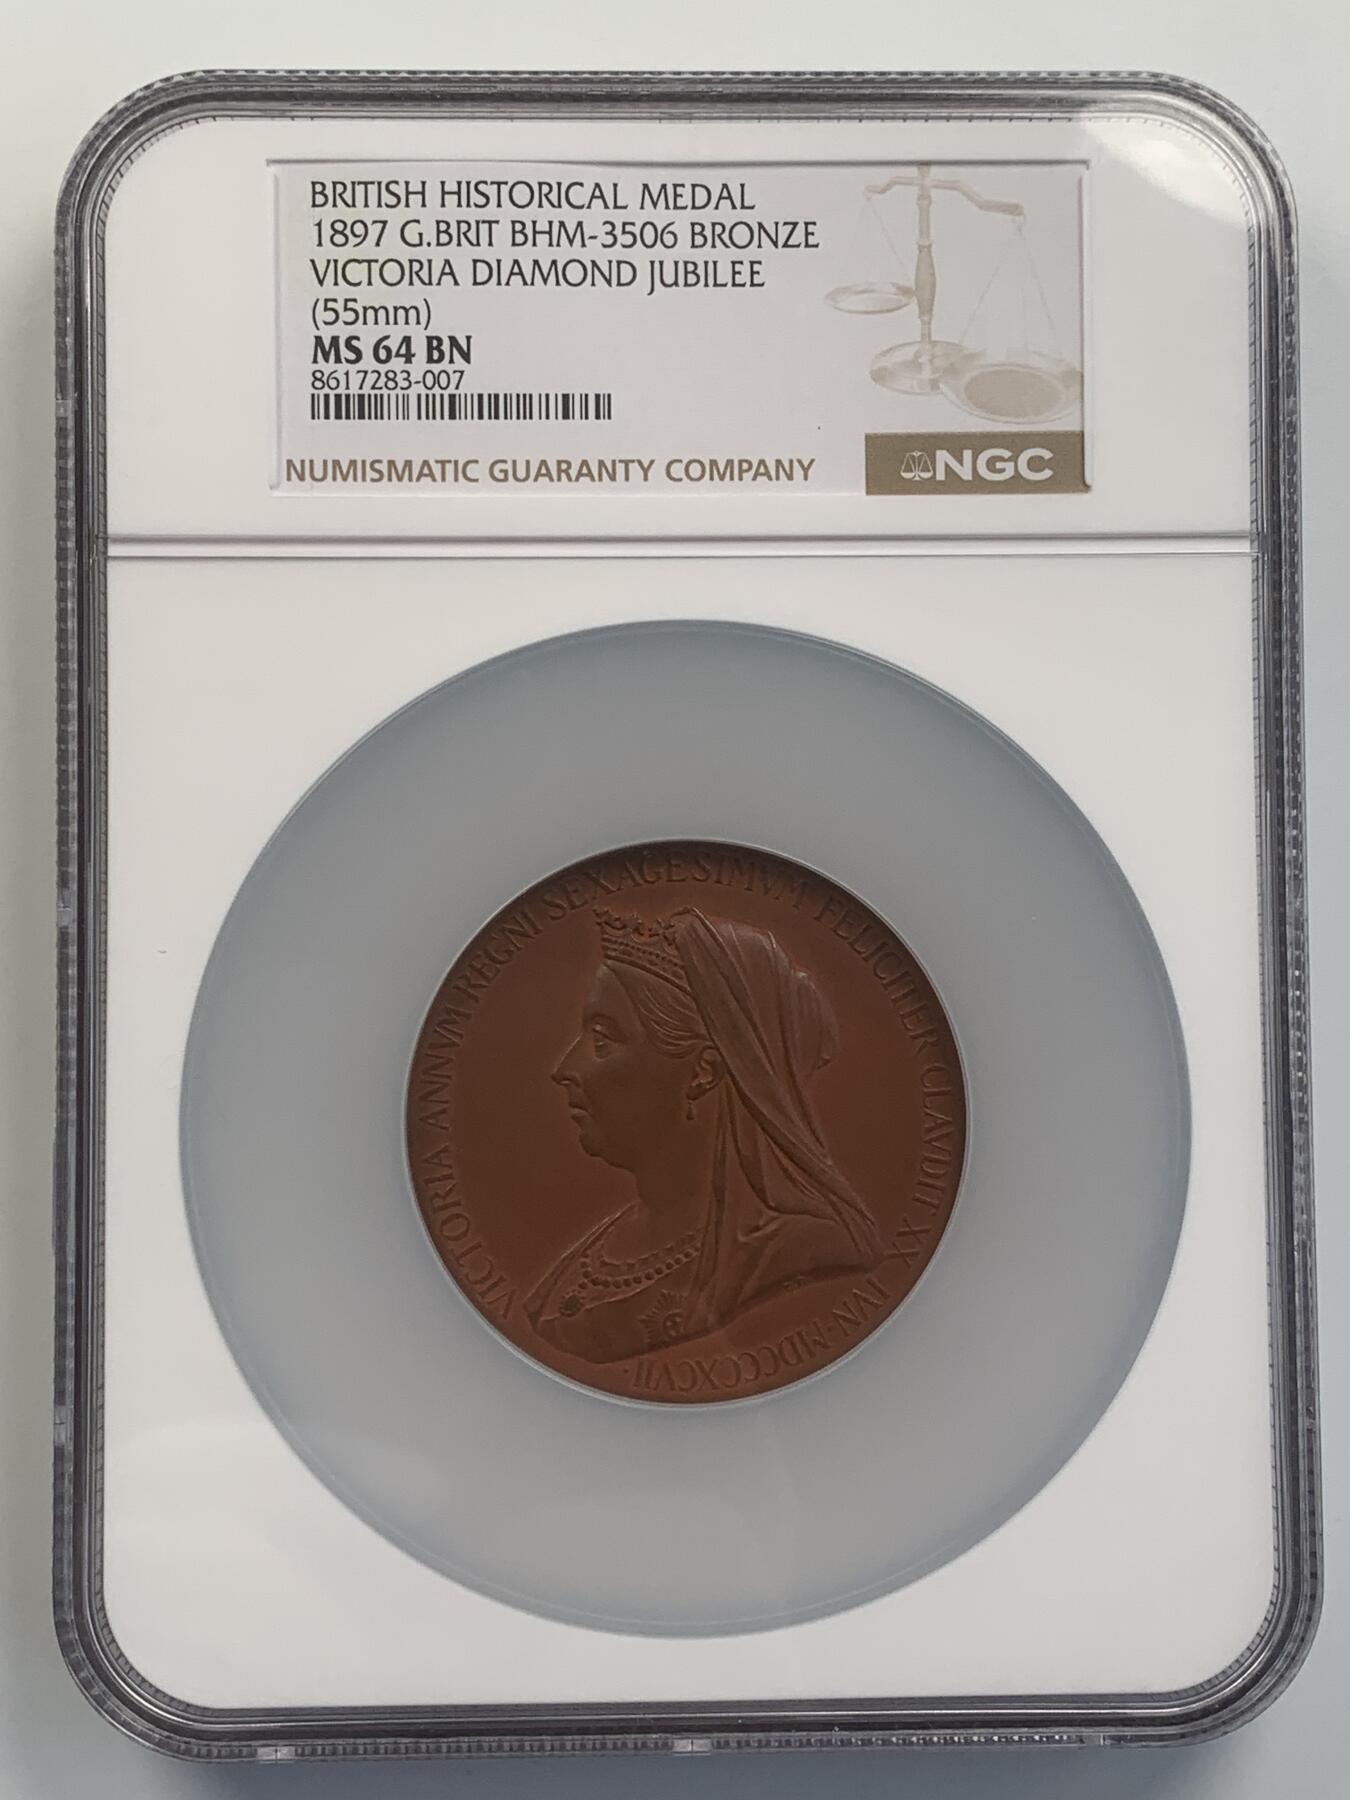 BRITISH HISTORICAL MEDAL
1897 G.BRIT BHM-3506 BRONZE
VICTORIA DIAMOND JUBILEE
(55mm)
MS 64 BN
8617283-007
NUMISMATIC GUARANTY COMPANY
NGC
VICTORIA ANNVM REGNI SEXAGESIMVM FELICITER CLAVDIT XX IVN · MDCCCXCVII ·